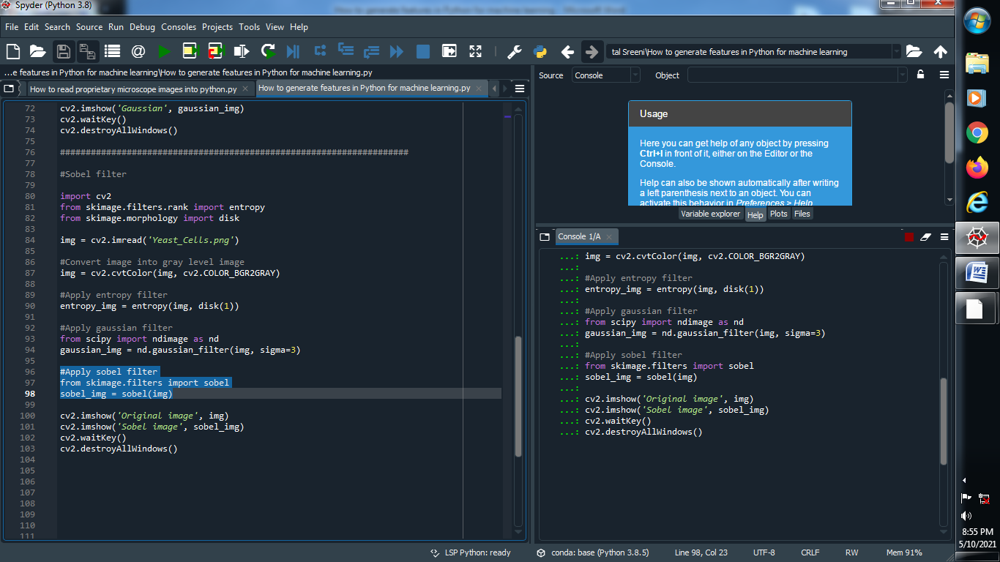 Spyder (Python 3.8)
File Edit Search Source Run Debug Consoles Projects Tools View Help
tal Sreeni\How to generate features in Python for machine learning
...e features in Python for machine learning\How to generate features in Python for machine learning.py
How to read proprietary microscope images into python.py
How to generate features in Python for machine learning.py
72 cv2.imshow('Gaussian', gaussian_img)
73 cv2.waitKey()
74 cv2.destroyAllWindows()
75
76 ####################################################################
77
78 #Sobel filter
79
80 import cv2
81 from skimage.filters.rank import entropy
82 from skimage.morphology import disk
83
84 img = cv2.imread('Yeast_Cells.png')
85
86 #Convert image into gray level image
87 img = cv2.cvtColor(img, cv2.COLOR_BGR2GRAY)
88
89 #Apply entropy filter
90 entropy_img = entropy(img, disk(1))
91
92 #Apply gaussian filter
93 from scipy import ndimage as nd
94 gaussian_img = nd.gaussian_filter(img, sigma=3)
95
96 #Apply sobel filter
97 from skimage.filters import sobel
98 sobel_img = sobel(img)
99
100 cv2.imshow('Original image', img)
101 cv2.imshow('Sobel image', sobel_img)
102 cv2.waitKey()
103 cv2.destroyAllWindows()
104
105
106
107
108
109
110
111
Source Console Object
Usage
Here you can get help of any object by pressing
Ctrl+I in front of it, either on the Editor or the
Console.
Help can also be shown automatically after writing
a left parenthesis next to an object. You can
activate this behavior in Preferences > Help.
Variable explorer Help Plots Files
Console 1/A
...: img = cv2.cvtColor(img, cv2.COLOR_BGR2GRAY)
...:
...: #Apply entropy filter
...: entropy_img = entropy(img, disk(1))
...:
...: #Apply gaussian filter
...: from scipy import ndimage as nd
...: gaussian_img = nd.gaussian_filter(img, sigma=3)
...:
...: #Apply sobel filter
...: from skimage.filters import sobel
...: sobel_img = sobel(img)
...:
...: cv2.imshow('Original image', img)
...: cv2.imshow('Sobel image', sobel_img)
...: cv2.waitKey()
...: cv2.destroyAllWindows()
LSP Python: ready conda: base (Python 3.8.5) Line 98, Col 23 UTF-8 CRLF RW Mem 91%
8:55 PM
5/10/2021